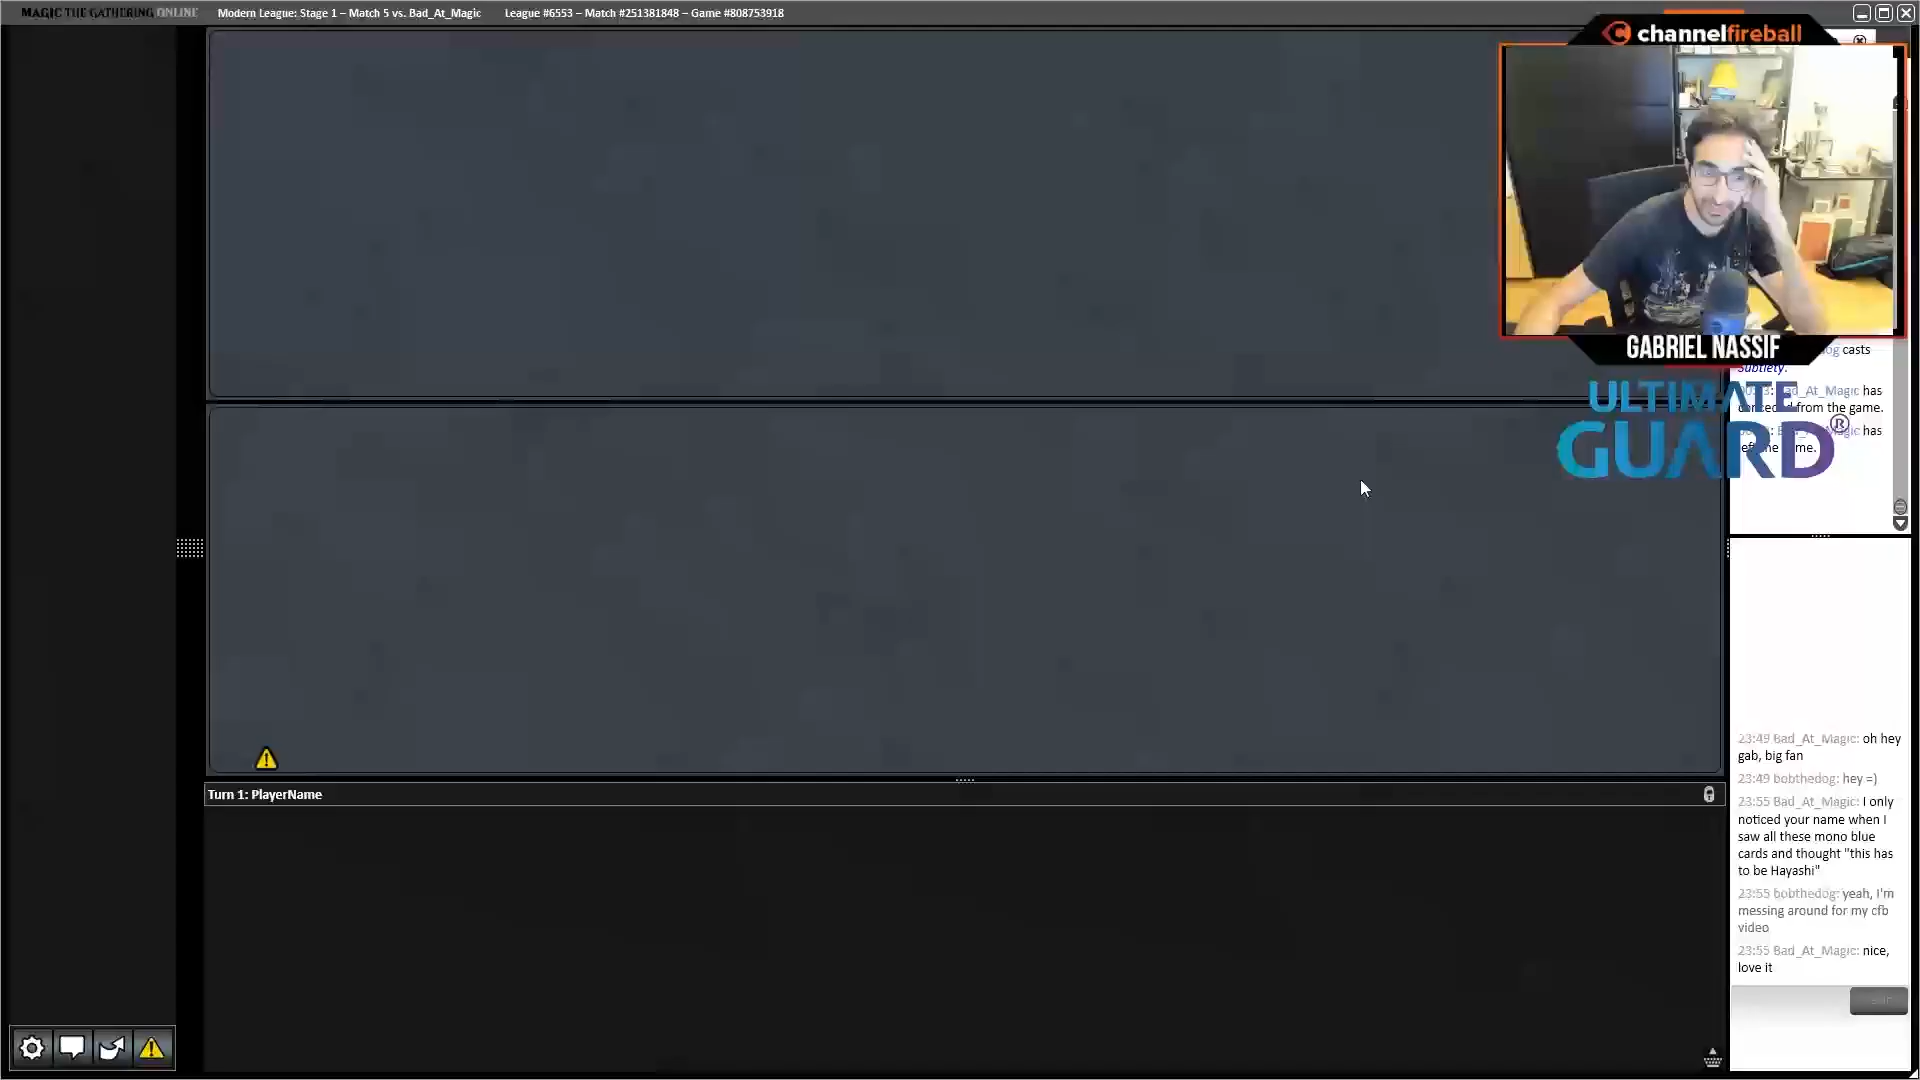 MAGIC THE GATHERING ONLINE
Modern League: Stage 1 – Match 5 vs. Bad_At_Magic
League #6553 – Match #251381848 – Game #808753918
channelfireball
GABRIEL NASSIF
ULTIMATE
GUARD®
casts
Subtlety.
Bad_At_Magic has
conceded from the game.
has
game.
Turn 1: PlayerName
23:49 Bad_At_Magic: oh hey
gab, big fan
23:49 bobthedog: hey =)
23:55 Bad_At_Magic: I only
noticed your name when I
saw all these mono blue
cards and thought "this has
to be Hayashi"
23:55 bobthedog: yeah, I'm
messing around for my cfb
video
23:55 Bad_At_Magic: nice,
love it